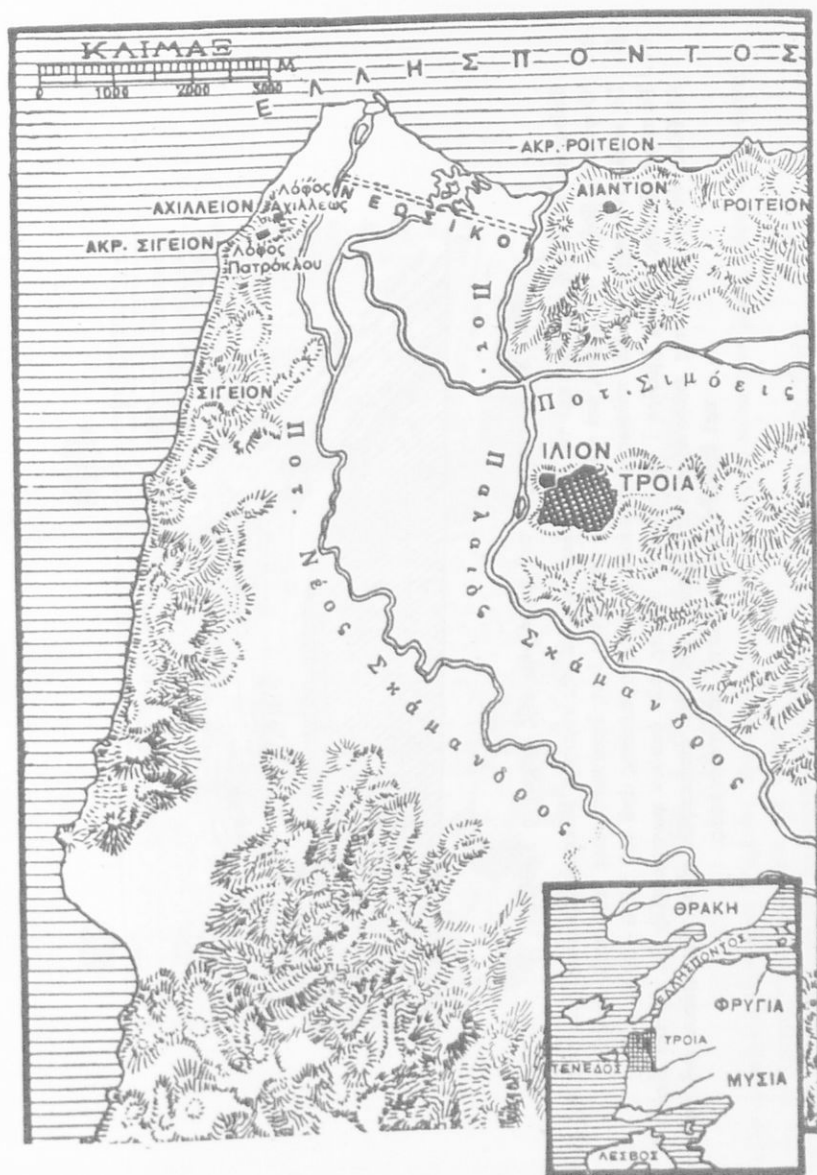 ΚΛΙΜΑΞ
Μ
0 1000 2000 3000
ΕΛΛΗΣΠΟΝΤΟΣ
ΑΚΡ. ΡΟΙΤΕΙΟΝ
ΑΙΑΝΤΙΟΝ
ΡΟΙΤΕΙΟΝ
Λόφος
Αχιλλέως
ΑΧΙΛΛΕΙΟΝ
ΝΕΩΣΙΚΟΙ
ΑΚΡ. ΣΙΓΕΙΟΝ
Λόφος
Πατρόκλου
ΣΙΓΕΙΟΝ
Ποτ. Σιμόεις
ΙΛΙΟΝ
ΤΡΟΙΑ
Ποτ. Παλαιός Σκάμανδρος
Ποτ. Νέος Σκάμανδρος
ΘΡΑΚΗ
ΕΛΛΗΣΠΟΝΤΟΣ
ΦΡΥΓΙΑ
ΤΡΟΙΑ
ΤΕΝΕΔΟΣ
ΜΥΣΙΑ
ΛΕΣΒΟΣ